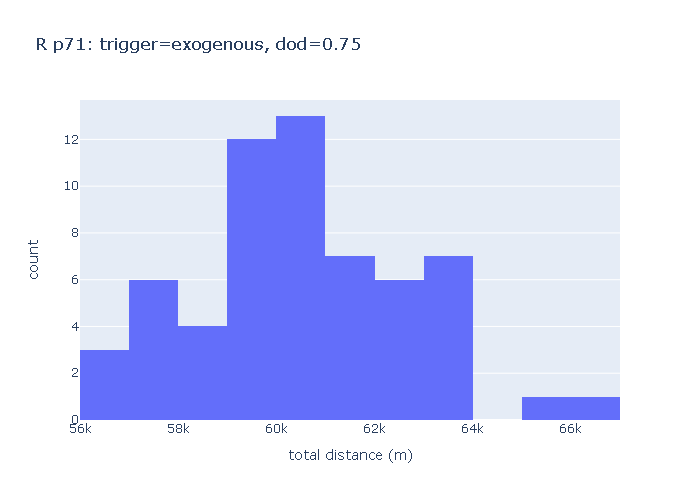 R p71: trigger=exogenous, dod=0.75
12
10
8
6
4
2
0
56k 58k 60k 62k 64k 66k
count
total distance (m)